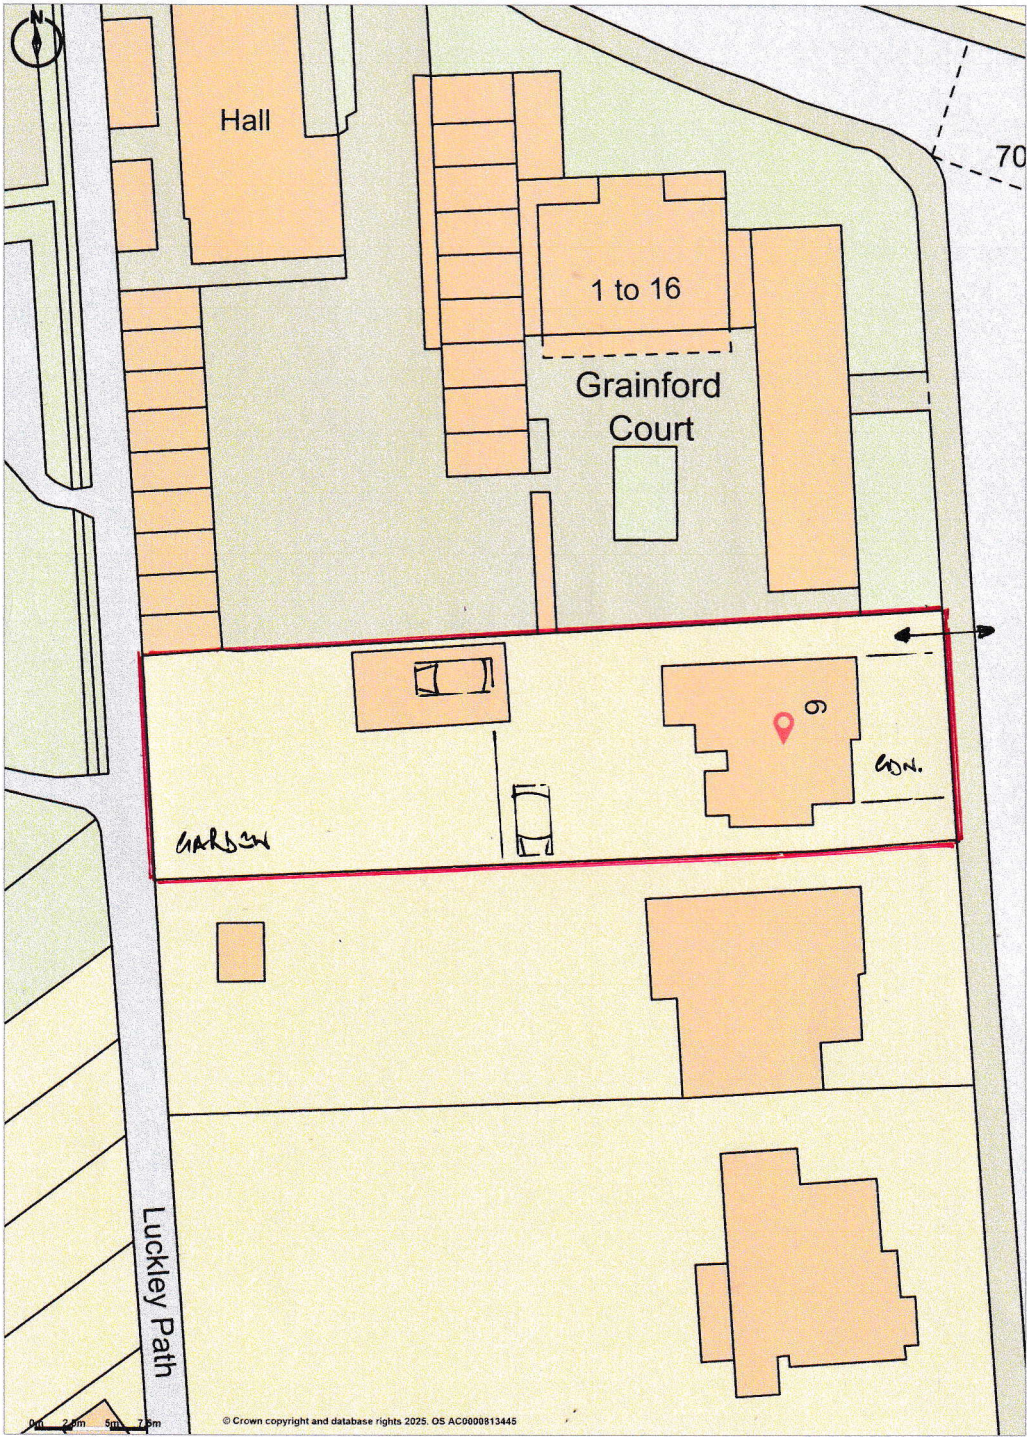 N
Hall
70
1 to 16
Grainford
Court
9
GDN.
GARDEN
Luckley Path
0m 2.5m 5m 7.5m
© Crown copyright and database rights 2025. OS AC0000813445